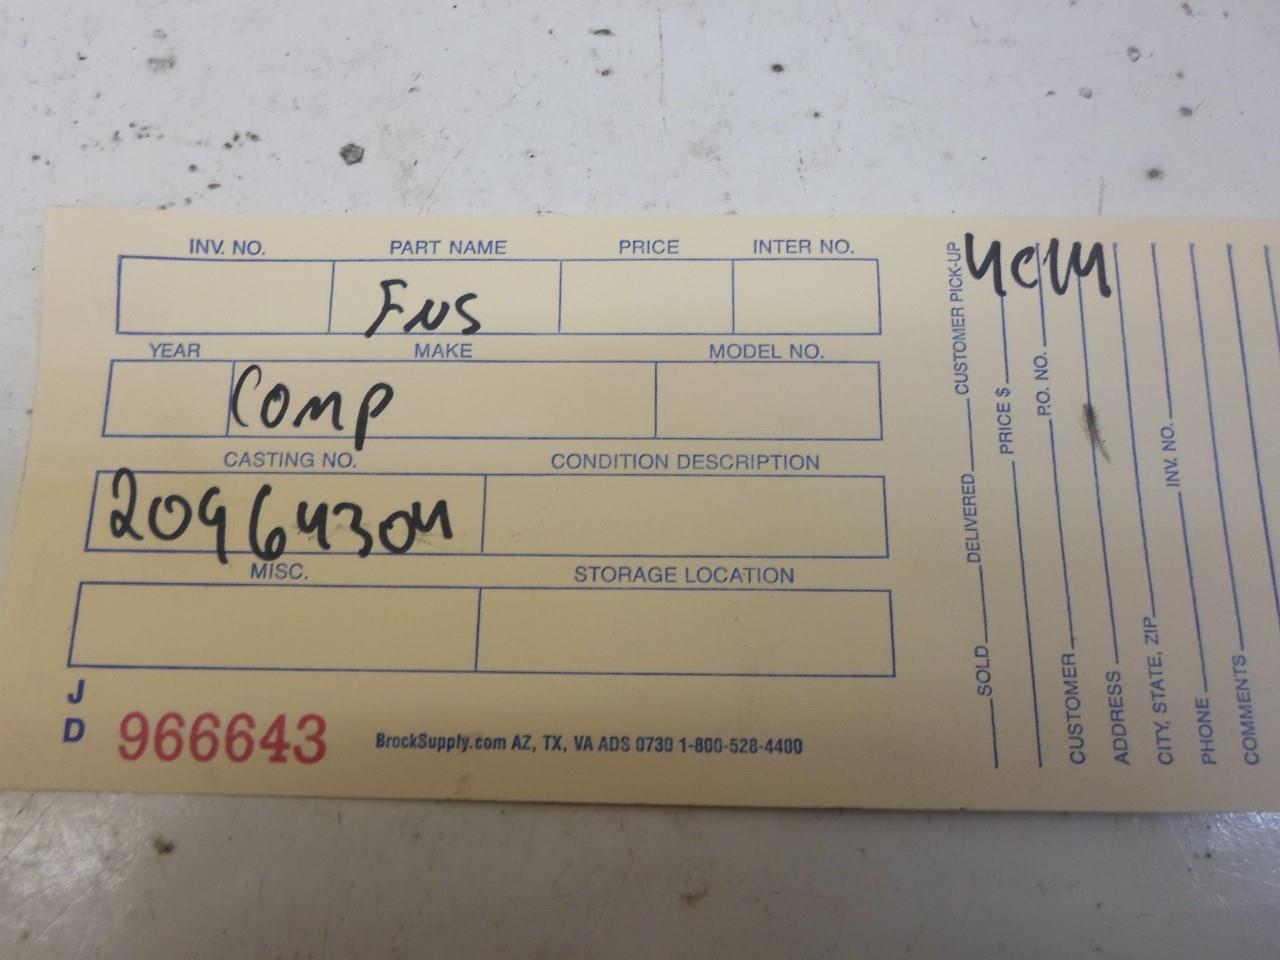 INV. NO. PART NAME PRICE INTER NO.
Fus
YEAR MAKE MODEL NO.
Comp
CASTING NO. CONDITION DESCRIPTION
20964304
MISC. STORAGE LOCATION
J
D
966643
BrockSupply.com AZ, TX, VA ADS 0730 1-800-528-4400
SOLD DELIVERED CUSTOMER PICK-UP
PRICE $
P.O. NO.
CUSTOMER
ADDRESS
CITY, STATE, ZIP
INV. NO.
PHONE
COMMENTS